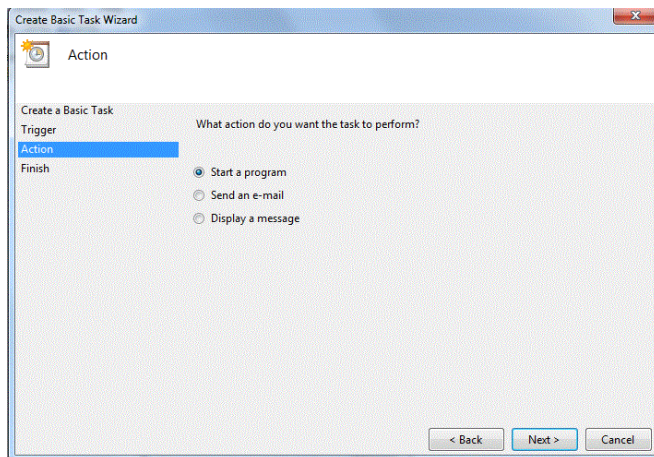 Create Basic Task Wizard
Action
Create a Basic Task
Trigger
Action
Finish
What action do you want the task to perform?
Start a program
Send an e-mail
Display a message
< Back
Next >
Cancel